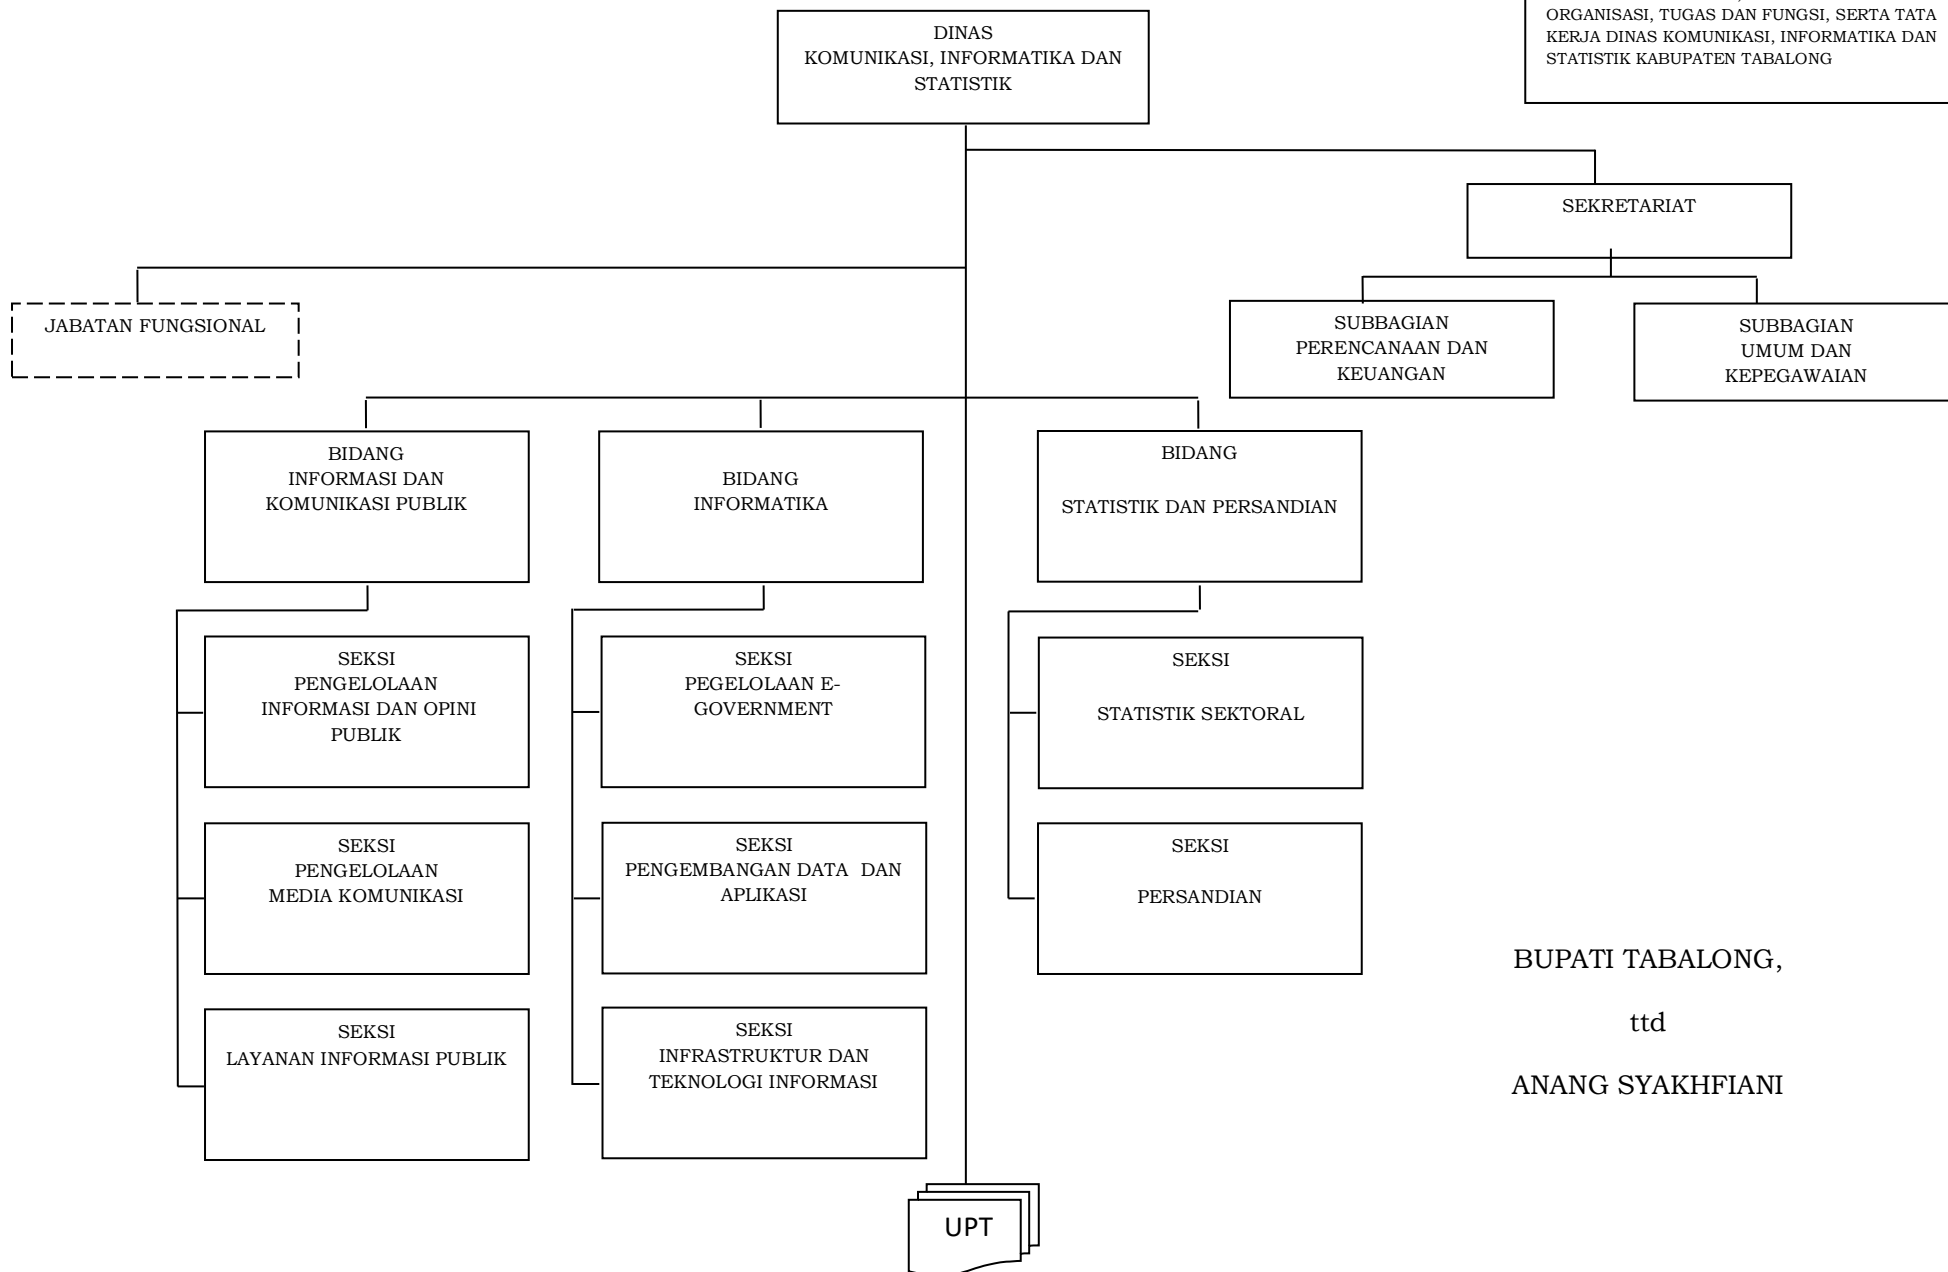 ORGANISASI, TUGAS DAN FUNGSI, SERTA TATA
KERJA DINAS KOMUNIKASI, INFORMATIKA DAN
STATISTIK KABUPATEN TABALONG
DINAS
KOMUNIKASI, INFORMATIKA DAN
STATISTIK
SEKRETARIAT
JABATAN FUNGSIONAL
SUBBAGIAN
PERENCANAAN DAN
KEUANGAN
SUBBAGIAN
UMUM DAN
KEPEGAWAIAN
BIDANG
INFORMASI DAN
KOMUNIKASI PUBLIK
BIDANG
INFORMATIKA
BIDANG
STATISTIK DAN PERSANDIAN
SEKSI
PENGELOLAAN
INFORMASI DAN OPINI
PUBLIK
SEKSI
PEGELOLAAN E-
GOVERNMENT
SEKSI
STATISTIK SEKTORAL
SEKSI
PENGELOLAAN
MEDIA KOMUNIKASI
SEKSI
PENGEMBANGAN DATA  DAN
APLIKASI
SEKSI
PERSANDIAN
SEKSI
LAYANAN INFORMASI PUBLIK
SEKSI
INFRASTRUKTUR DAN
TEKNOLOGI INFORMASI
BUPATI TABALONG,
ttd
ANANG SYAKHFIANI
UPT